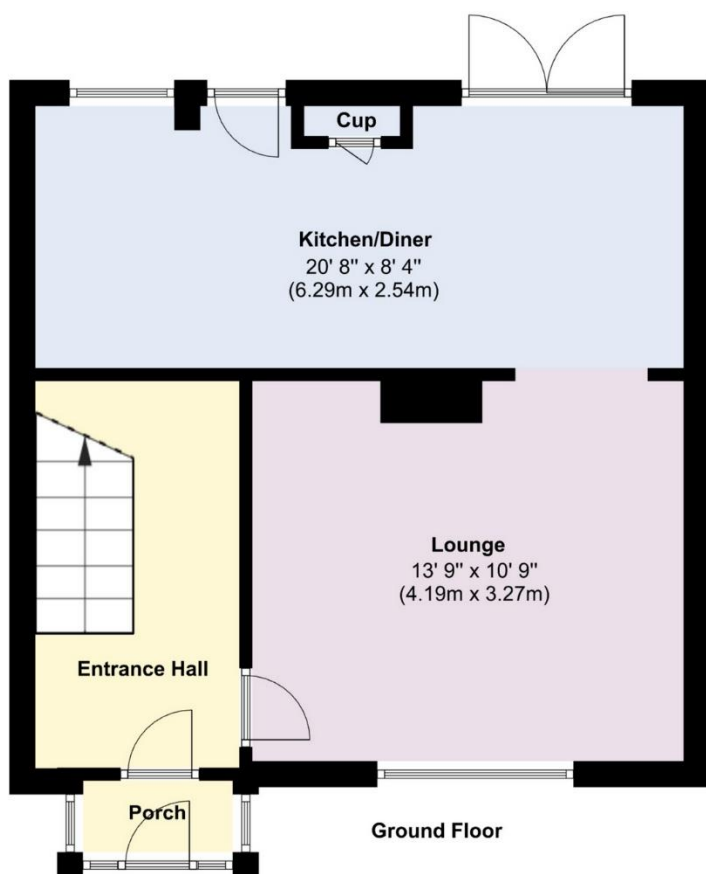 Cup
Kitchen/Diner
20' 8" x 8' 4"
(6.29m x 2.54m)
Lounge
13' 9" x 10' 9"
(4.19m x 3.27m)
Entrance Hall
Porch
Ground Floor